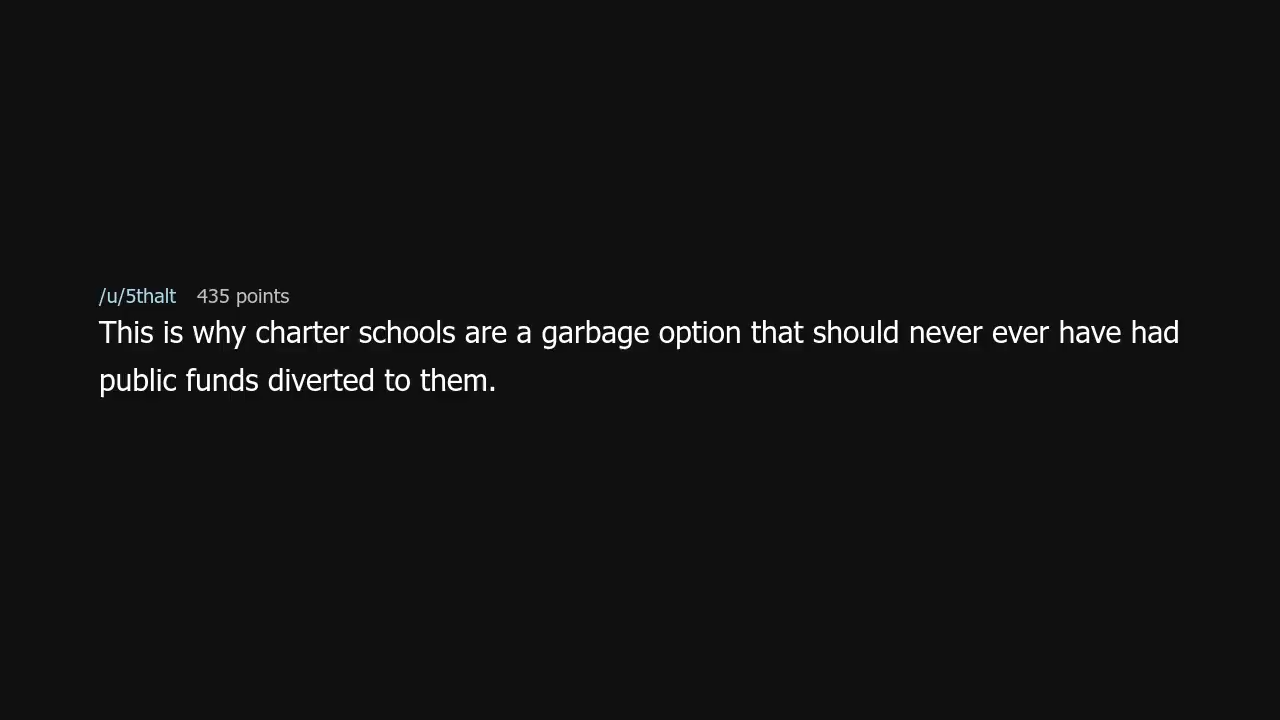 /u/5thalt 435 points
This is why charter schools are a garbage option that should never ever have had
public funds diverted to them.